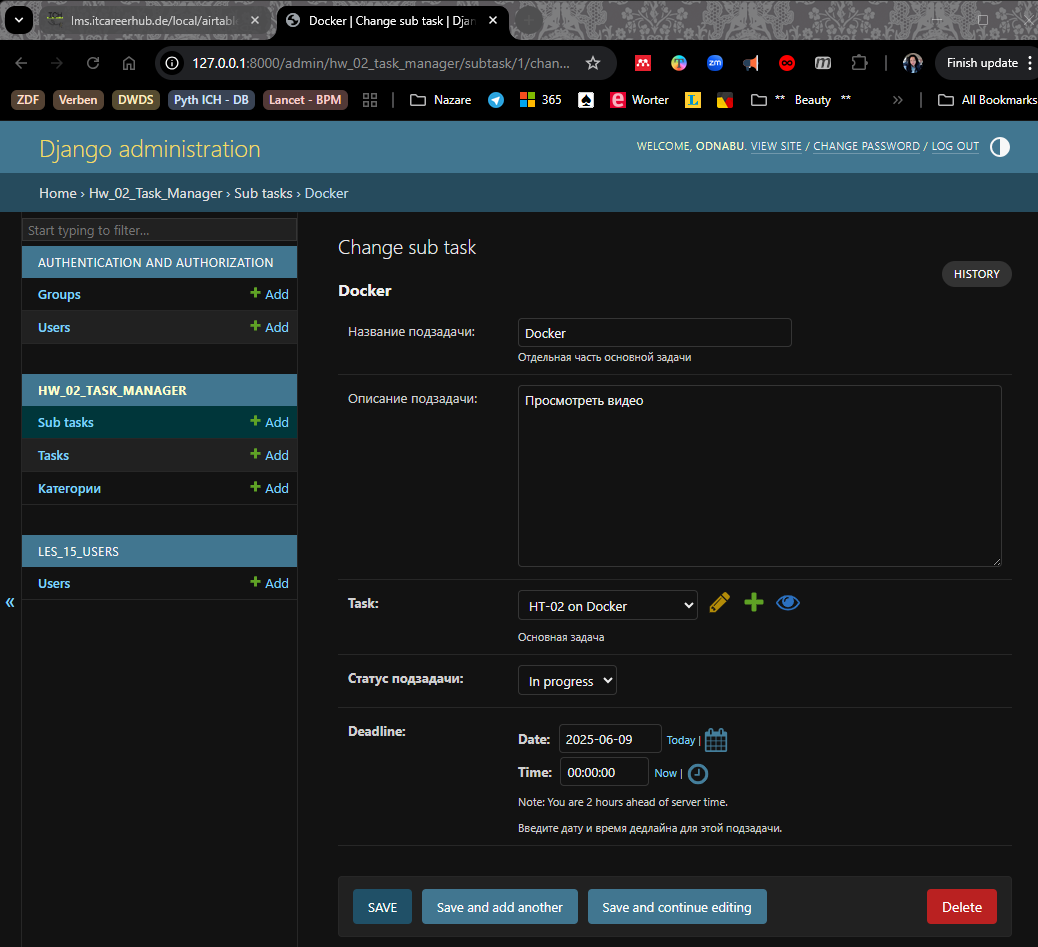 lms.itcareerhub.de/local/airtabl
Docker | Change sub task | Djan
127.0.0.1:8000/admin/hw_02_task_manager/subtask/1/chan...
Finish update
ZDF
Verben
DWDS
Pyth ICH - DB
Lancet - BPM
Nazare
365
Worter
** Beauty **
All Bookmarks
Django administration
WELCOME, ODNABU. VIEW SITE / CHANGE PASSWORD / LOG OUT
Home › Hw_02_Task_Manager › Sub tasks › Docker
Start typing to filter...
AUTHENTICATION AND AUTHORIZATION
Groups + Add
Users + Add
HW_02_TASK_MANAGER
Sub tasks + Add
Tasks + Add
Категории + Add
LES_15_USERS
Users + Add
«
Change sub task
HISTORY
Docker
Название подзадачи: Docker
Отдельная часть основной задачи
Описание подзадачи: Просмотреть видео
Task: HT-02 on Docker
Основная задача
Статус подзадачи: In progress
Deadline:
Date: 2025-06-09 Today |
Time: 00:00:00 Now |
Note: You are 2 hours ahead of server time.
Введите дату и время дедлайна для этой подзадачи.
SAVE
Save and add another
Save and continue editing
Delete